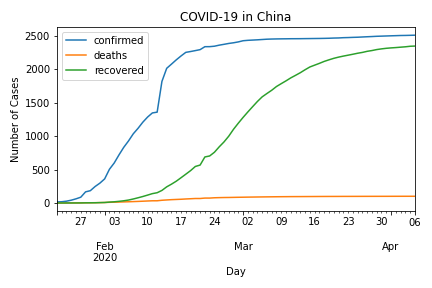 COVID-19 in China
confirmed
deaths
recovered
Number of Cases
2500
2000
1500
1000
500
0
27 03 10 17 24 02 09 16 23 30 06
Feb Mar Apr
2020
Day